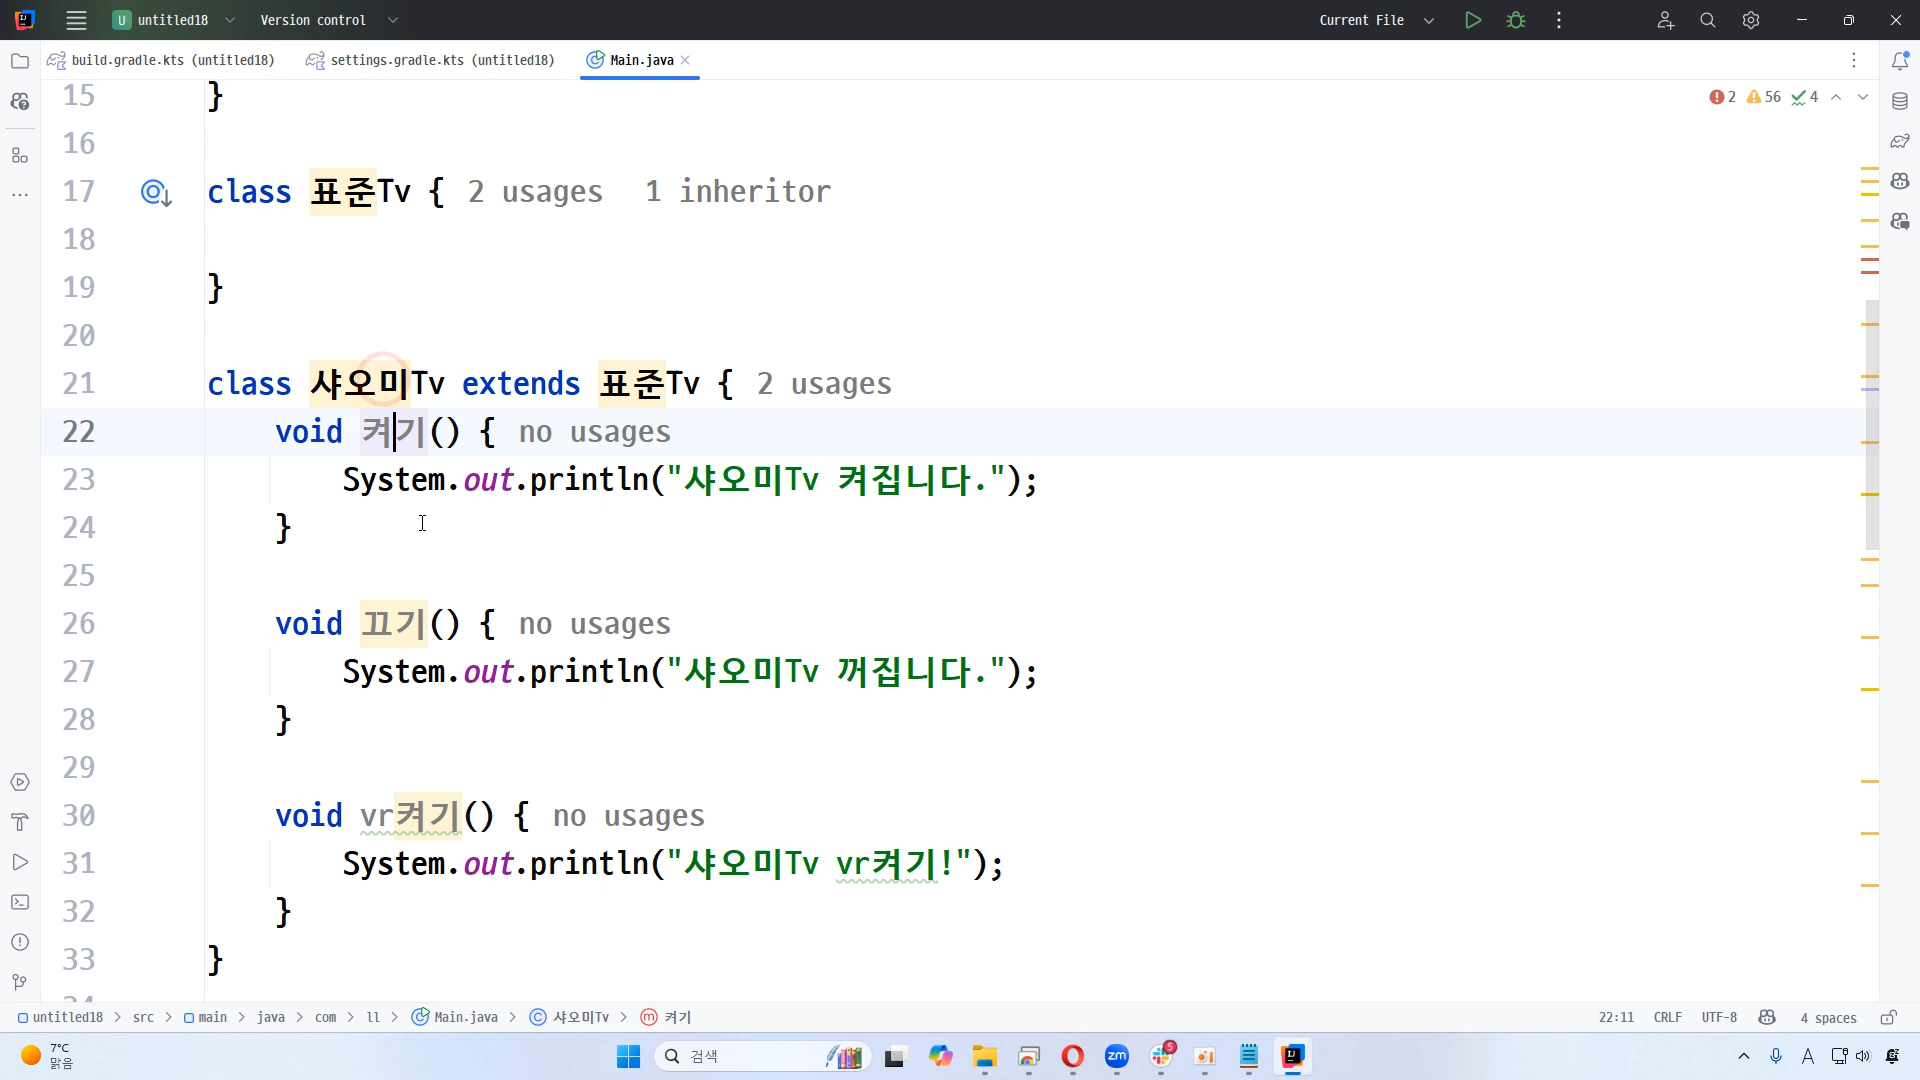 untitled18 Version control Current File
build.gradle.kts (untitled18) settings.gradle.kts (untitled18) Main.java
2 56 4
15 }
16
17 class 표준Tv { 2 usages 1 inheritor
18
19 }
20
21 class 샤오미Tv extends 표준Tv { 2 usages
22 void 켜기() { no usages
23 System.out.println("샤오미Tv 켜집니다.");
24 }
25
26 void 끄기() { no usages
27 System.out.println("샤오미Tv 꺼집니다.");
28 }
29
30 void vr켜기() { no usages
31 System.out.println("샤오미Tv vr켜기!");
32 }
33 }
untitled18 > src > main > java > com > ll > Main.java > 샤오미Tv > 켜기 22:11 CRLF UTF-8 4 spaces
7°C
맑음
검색
zm
5
A